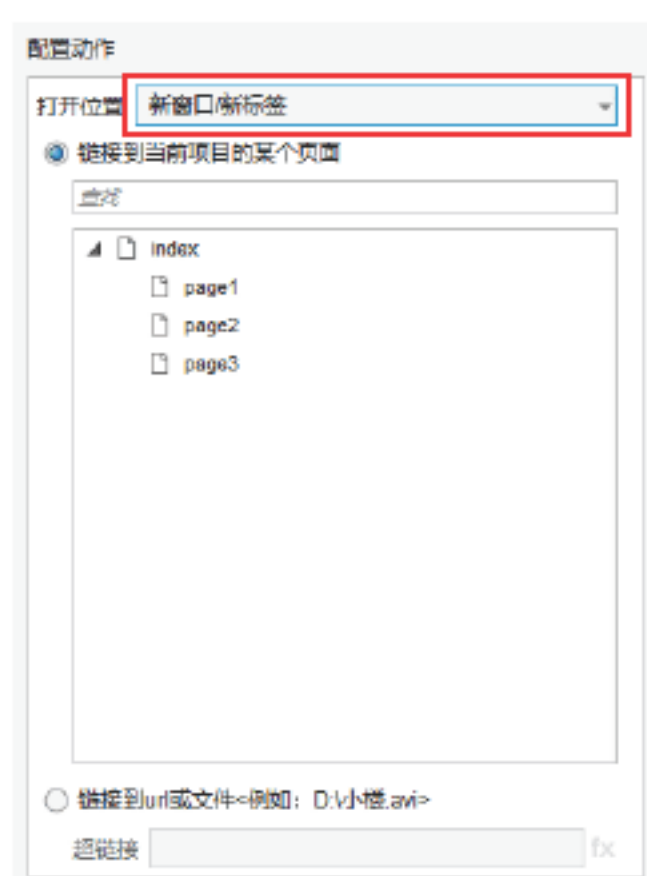 配置动作
打开位置 新窗口/新标签
链接到当前项目的某个页面
查找
index
page1
page2
page3
链接到url或文件<例如：D:\小楼.avi>
超链接 fx